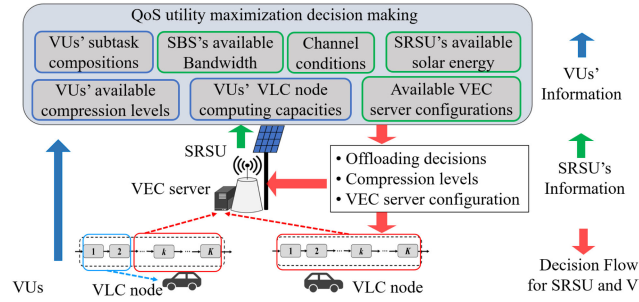 QoS utility maximization decision making
VUs' subtask
compositions
SBS's available
Bandwidth
Channel
conditions
SRSU's available
solar energy
VUs' available
compression levels
VUs' VLC node
computing capacities
Available VEC
server configurations
VUs'
Information
SRSU
VEC server
• Offloading decisions
• Compression levels
• VEC server configuration
SRSU's
Information
1 2 k K
1 2 k K
VUs
VLC node
VLC node
Decision Flow
for SRSU and V